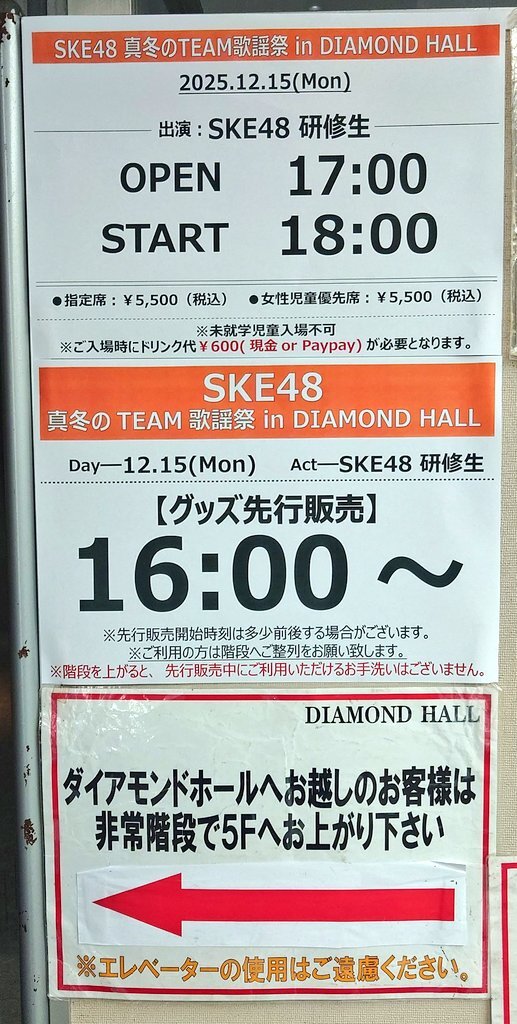 SKE48 真冬のTEAM歌謡祭 in DIAMOND HALL
2025.12.15(Mon)
出演：SKE48 研修生
OPEN 17:00
START 18:00
●指定席：￥5,500（税込） ●女性児童優先席：￥5,500（税込）
※未就学児童入場不可
※ご入場時にドリンク代￥600( 現金 or Paypay) が必要となります。
SKE48
真冬の TEAM 歌謡祭 in DIAMOND HALL
Day―12.15(Mon) Act―SKE48 研修生
【グッズ先行販売】
16:00～
※先行販売開始時刻は多少前後する場合がございます。
※ご利用の方は階段へご整列をお願い致します。
※階段を上がると、先行販売中にご利用いただけるお手洗いはございません。
DIAMOND HALL
ダイアモンドホールへお越しのお客様は
非常階段で5Fへお上がり下さい
※エレベーターの使用はご遠慮ください。